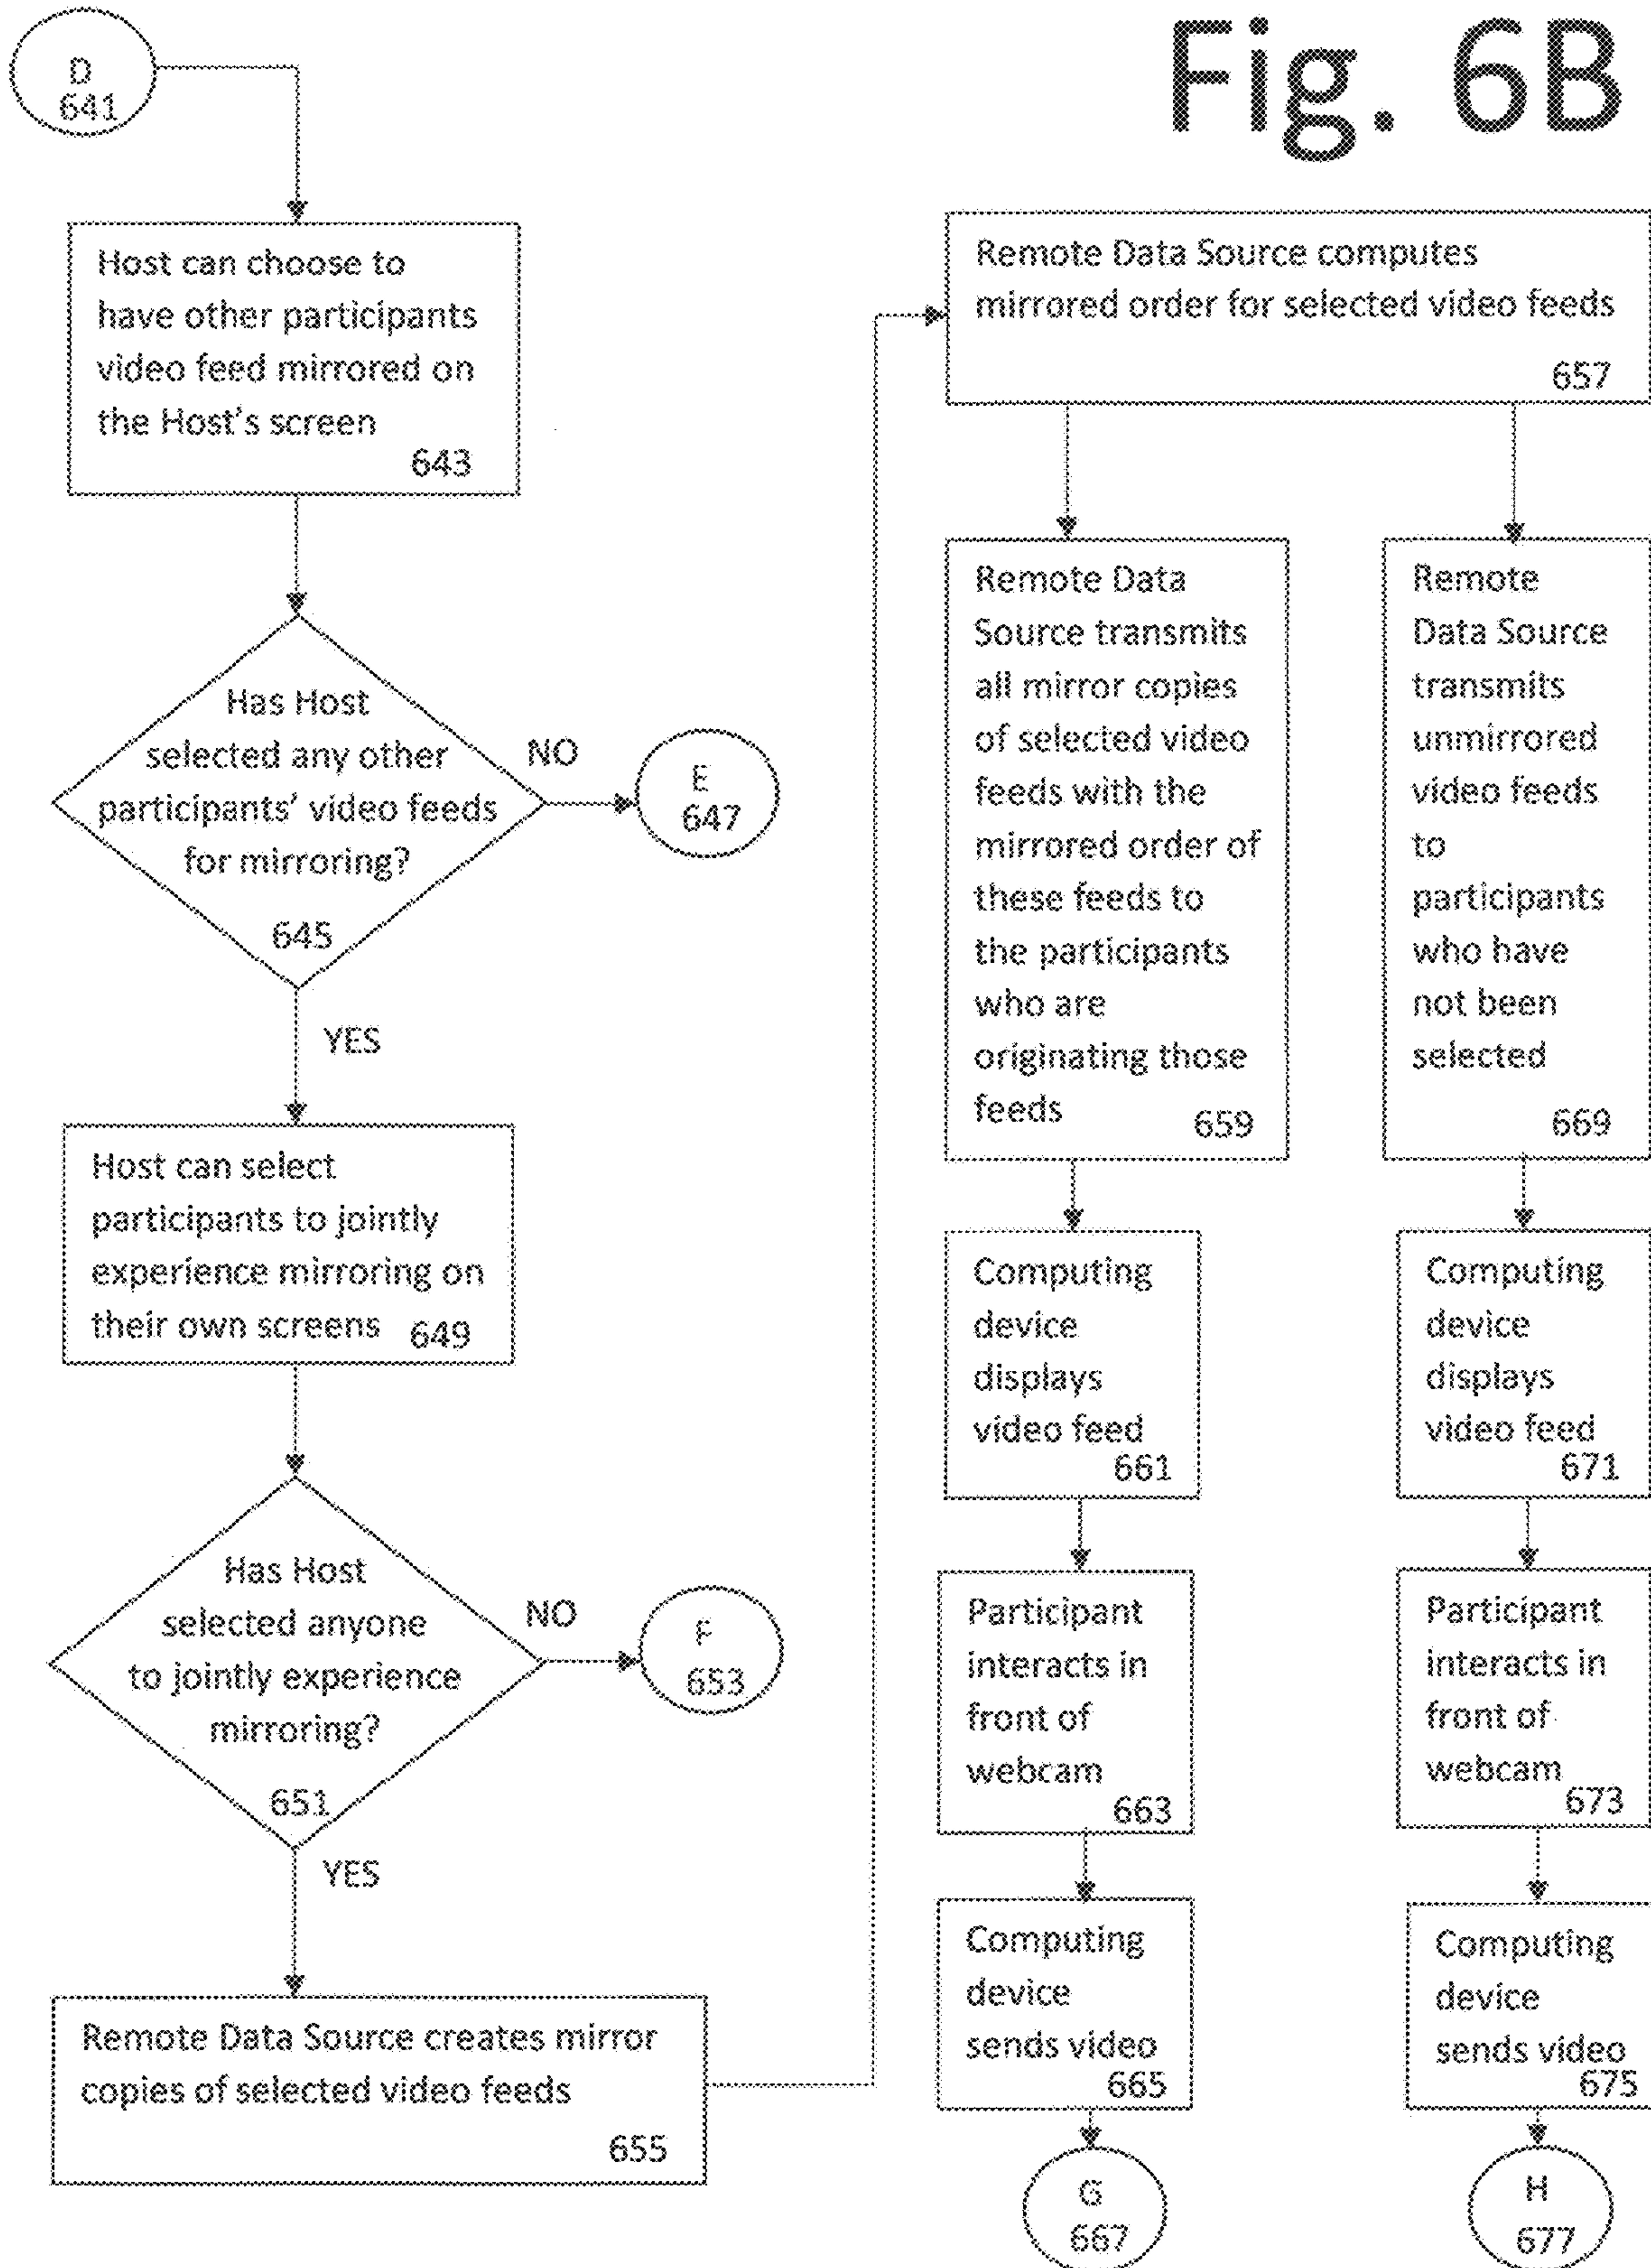 Fig. 6B
D
641
Host can choose to
have other participants
video feed mirrored on
the Host's screen
643
Has Host
selected any other
participants' video feeds
for mirroring?
645
NO
E
647
YES
Host can select
participants to jointly
experience mirroring on
their own screens 649
Has Host
selected anyone
to jointly experience
mirroring?
651
NO
F
653
YES
Remote Data Source creates mirror
copies of selected video feeds
655
Remote Data Source computes
mirrored order for selected video feeds
657
Remote Data
Source transmits
all mirror copies
of selected video
feeds with the
mirrored order of
these feeds to
the participants
who are
originating those
feeds 659
Computing
device
displays
video feed
661
Participant
interacts in
front of
webcam
663
Computing
device
sends video
665
G
667
Remote
Data Source
transmits
unmirrored
video feeds
to
participants
who have
not been
selected
669
Computing
device
displays
video feed
671
Participant
interacts in
front of
webcam
673
Computing
device
sends video
675
H
677